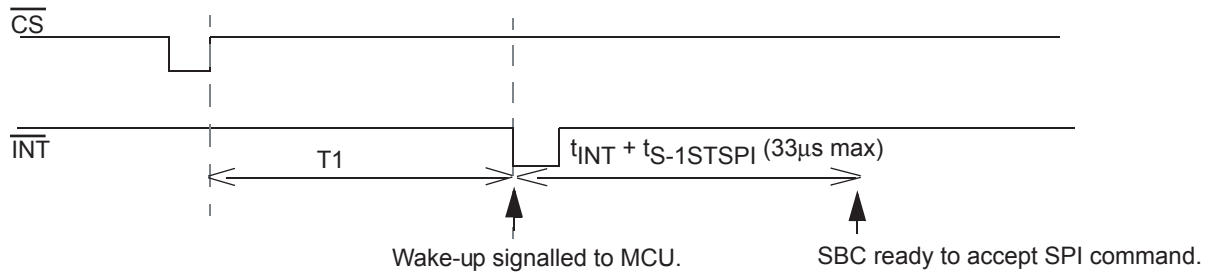 CS
INT
T1
tINT + tS-1STSPI (33μs max)
Wake-up signalled to MCU.
SBC ready to accept SPI command.